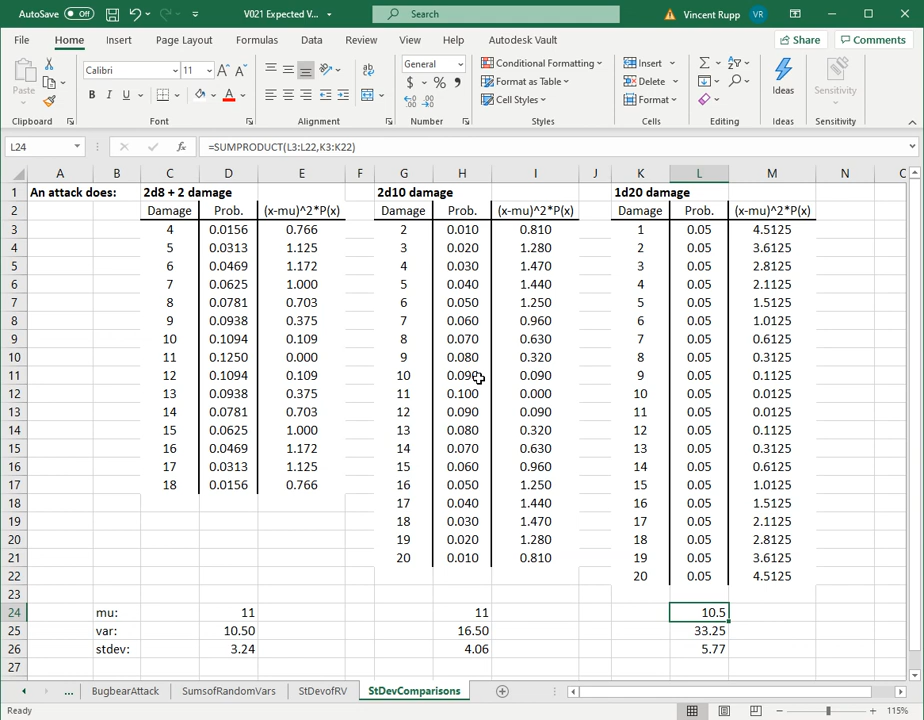 AutoSave Off V021 Expected V... Search Vincent Rupp VR
File Home Insert Page Layout Formulas Data Review View Help Autodesk Vault Share Comments
Paste Calibri 11 A A General Conditional Formatting Insert Ideas Sensitivity
B I U A $ % , Format as Table Delete
Cell Styles Format
Clipboard Font Alignment Number Styles Cells Editing Ideas Sensitivity
L24 fx =SUMPRODUCT(L3:L22,K3:K22)
A B C D E F G H I J K L M N C
1 An attack does: 2d8 + 2 damage 2d10 damage 1d20 damage
2 Damage Prob. (x-mu)^2*P(x) Damage Prob. (x-mu)^2*P(x) Damage Prob. (x-mu)^2*P(x)
3 4 0.0156 0.766 2 0.010 0.810 1 0.05 4.5125
4 5 0.0313 1.125 3 0.020 1.280 2 0.05 3.6125
5 6 0.0469 1.172 4 0.030 1.470 3 0.05 2.8125
6 7 0.0625 1.000 5 0.040 1.440 4 0.05 2.1125
7 8 0.0781 0.703 6 0.050 1.250 5 0.05 1.5125
8 9 0.0938 0.375 7 0.060 0.960 6 0.05 1.0125
9 10 0.1094 0.109 8 0.070 0.630 7 0.05 0.6125
10 11 0.1250 0.000 9 0.080 0.320 8 0.05 0.3125
11 12 0.1094 0.109 10 0.090 0.090 9 0.05 0.1125
12 13 0.0938 0.375 11 0.100 0.000 10 0.05 0.0125
13 14 0.0781 0.703 12 0.090 0.090 11 0.05 0.0125
14 15 0.0625 1.000 13 0.080 0.320 12 0.05 0.1125
15 16 0.0469 1.172 14 0.070 0.630 13 0.05 0.3125
16 17 0.0313 1.125 15 0.060 0.960 14 0.05 0.6125
17 18 0.0156 0.766 16 0.050 1.250 15 0.05 1.0125
18 17 0.040 1.440 16 0.05 1.5125
19 18 0.030 1.470 17 0.05 2.1125
20 19 0.020 1.280 18 0.05 2.8125
21 20 0.010 0.810 19 0.05 3.6125
22 20 0.05 4.5125
23
24 mu: 11 11 10.5
25 var: 10.50 16.50 33.25
26 stdev: 3.24 4.06 5.77
27
... BugbearAttack SumsofRandomVars StDevofRV StDevComparisons
Ready 115%